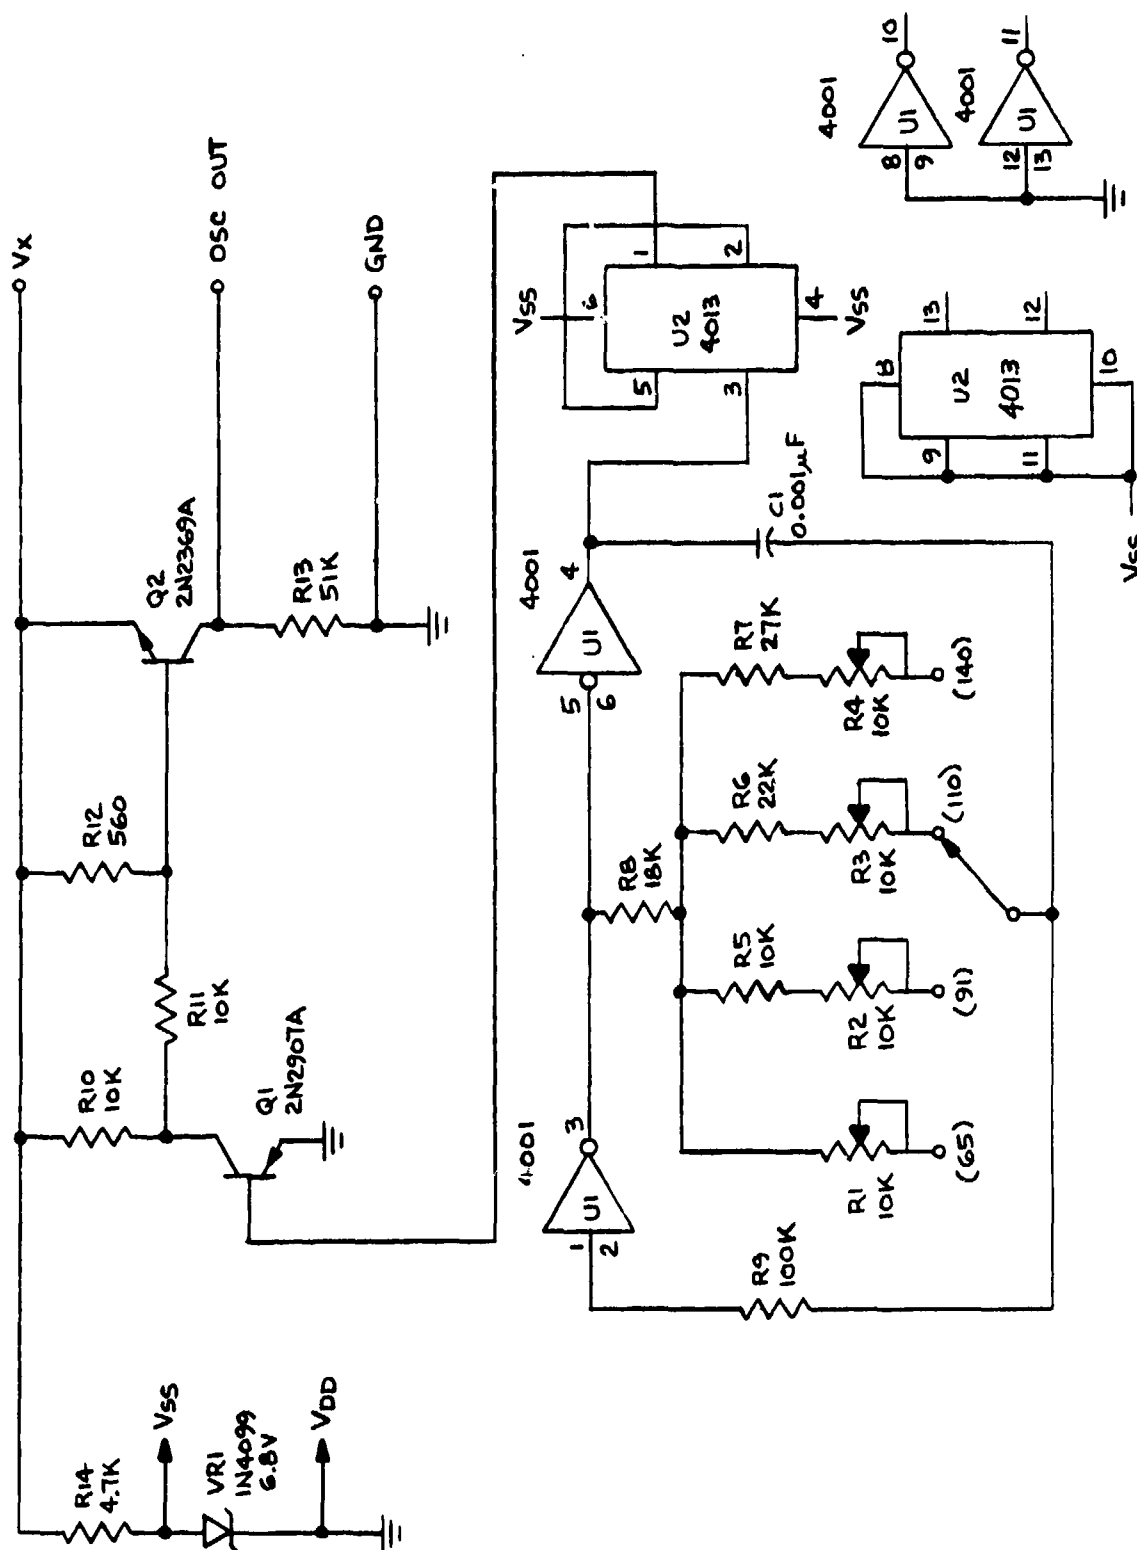 Vx
OSC OUT
GND
Q2
2N2369A
R13
51K
R12
560
R11
10K
R10
10K
Q1
2N2907A
R14
4.7K
VSS
VR1
1N4099
6.8V
VDD
4001
U1
1
2
3
4001
U1
5
6
4
R8
18K
R9
100K
R5
10K
R6
22K
R7
27K
R1
10K
R2
10K
R3
10K
R4
10K
(65)
(91)
(110)
(140)
C1
0.001µF
VSS
6
U2
4013
5
3
1
2
4
VSS
8
U2
4013
9
11
13
12
10
VSS
4001
U1
8
9
10
4001
U1
12
13
11